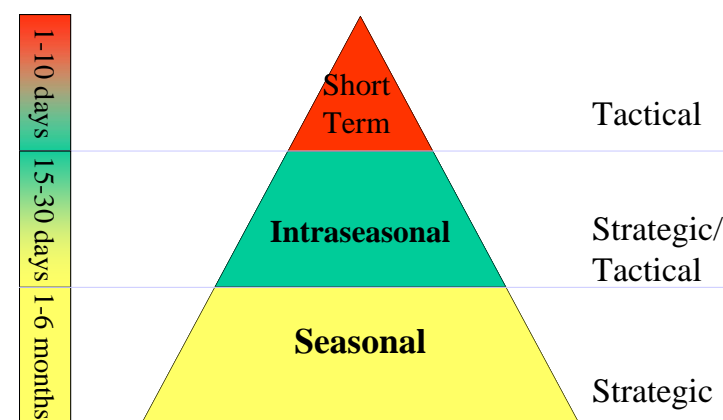 1-10 days
Short
Term
Tactical
15-30 days
Intraseasonal
Strategic/
Tactical
1-6 months
Seasonal
Strategic